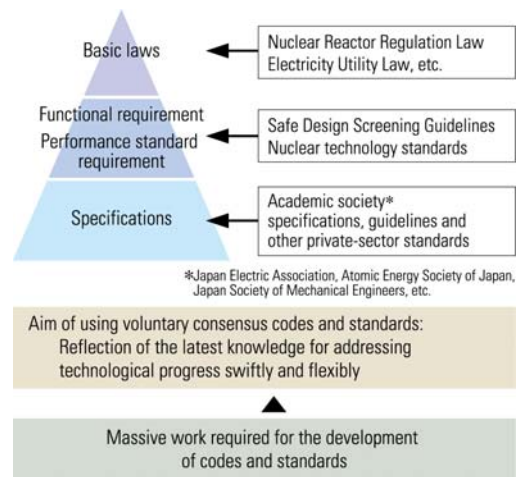 Basic laws
Nuclear Reactor Regulation Law
Electricity Utility Law, etc.
Functional requirement
Performance standard
requirement
Safe Design Screening Guidelines
Nuclear technology standards
Specifications
Academic society*
specifications, guidelines and
other private-sector standards
*Japan Electric Association, Atomic Energy Society of Japan,
Japan Society of Mechanical Engineers, etc.
Aim of using voluntary consensus codes and standards:
Reflection of the latest knowledge for addressing
technological progress swiftly and flexibly
Massive work required for the development
of codes and standards